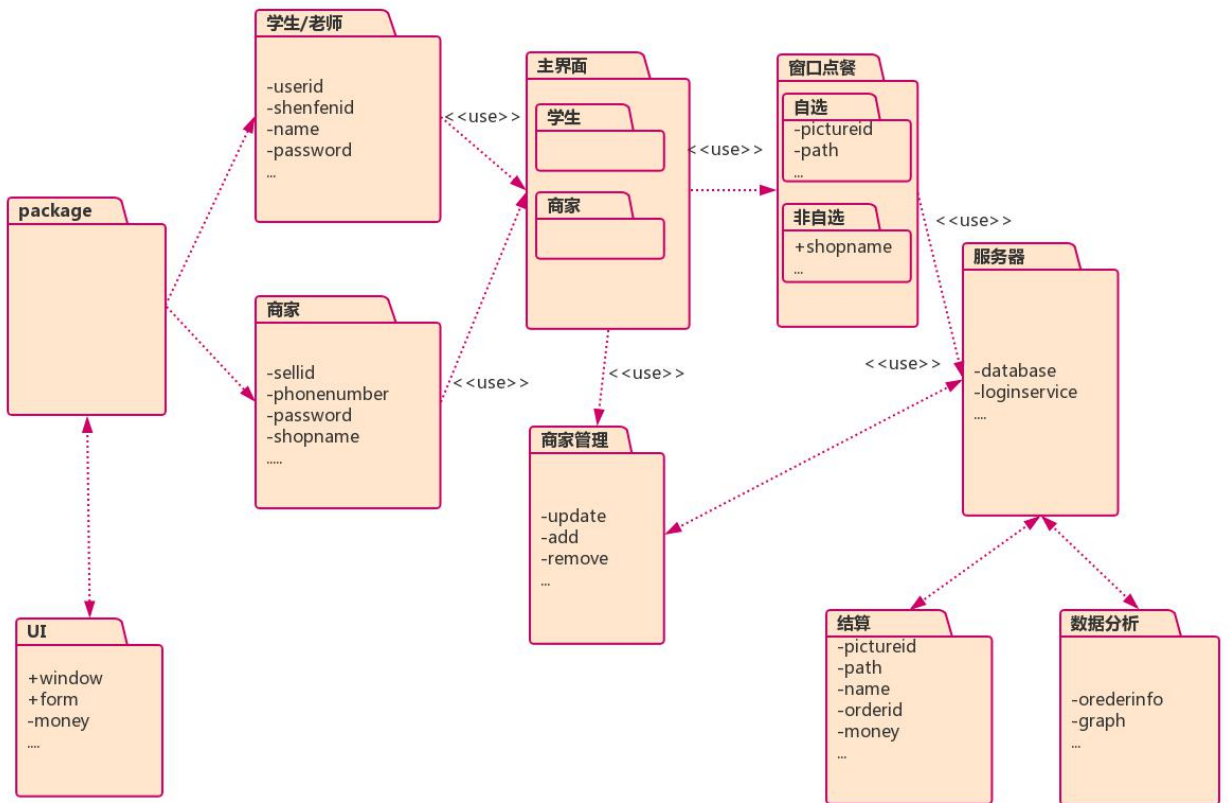 package
学生/老师
-userid
-shenfenid
-name
-password
...
<<use>>
商家
-sellid
-phonenumber
-password
-shopname
.....
<<use>>
主界面
学生
商家
<<use>>
<<use>>
窗口点餐
自选
-pictureid
-path
...
非自选
+shopname
...
<<use>>
服务器
-database
-loginservice
....
<<use>>
商家管理
-update
-add
-remove
...
UI
+window
+form
-money
....
结算
-pictureid
-path
-name
-orderid
-money
...
数据分析
-orederinfo
-graph
...